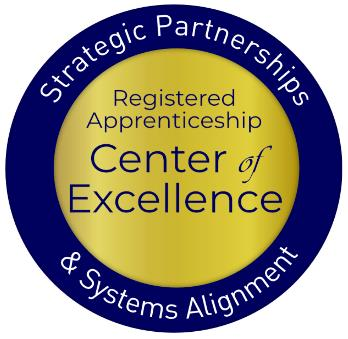 Strategic Partnerships
Registered
Apprenticeship
Center of
Excellence
& Systems Alignment